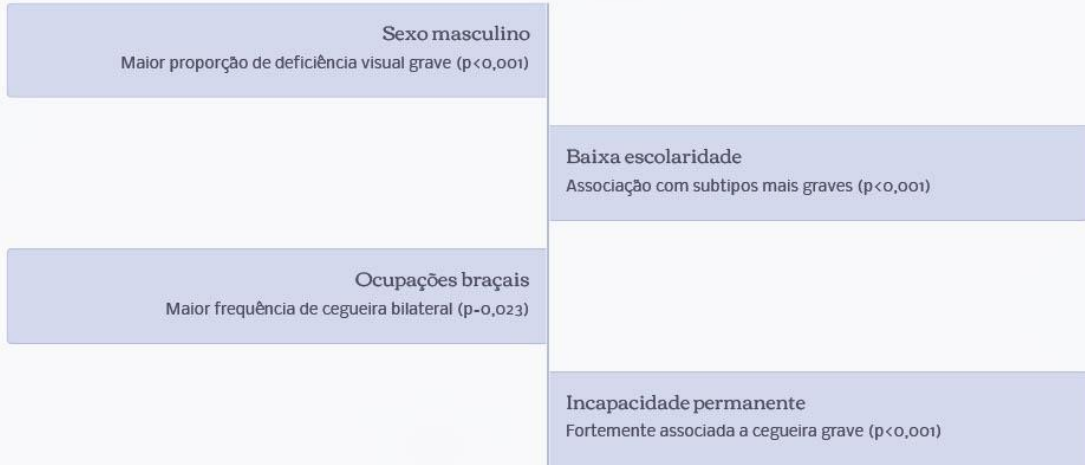 Sexo masculino
Maior proporção de deficiência visual grave (p<0,001)
Baixa escolaridade
Associação com subtipos mais graves (p<0,001)
Ocupações braçais
Maior frequência de cegueira bilateral (p=0,023)
Incapacidade permanente
Fortemente associada a cegueira grave (p<0,001)